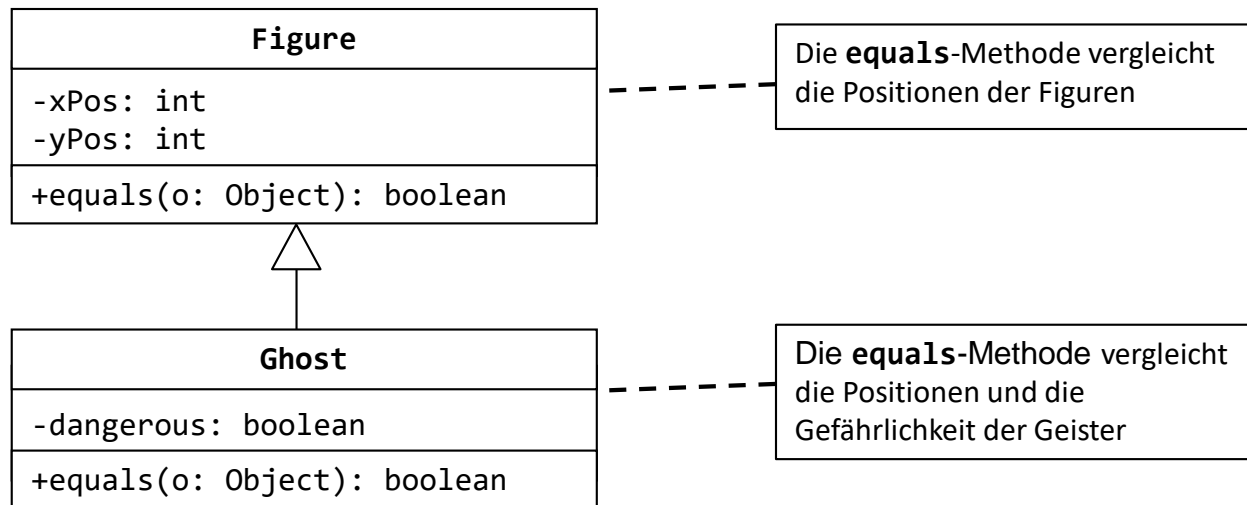 Figure
-xPos: int
-yPos: int
+equals(o: Object): boolean
Die equals-Methode vergleicht
die Positionen der Figuren
Ghost
-dangerous: boolean
+equals(o: Object): boolean
Die equals-Methode vergleicht
die Positionen und die
Gefährlichkeit der Geister